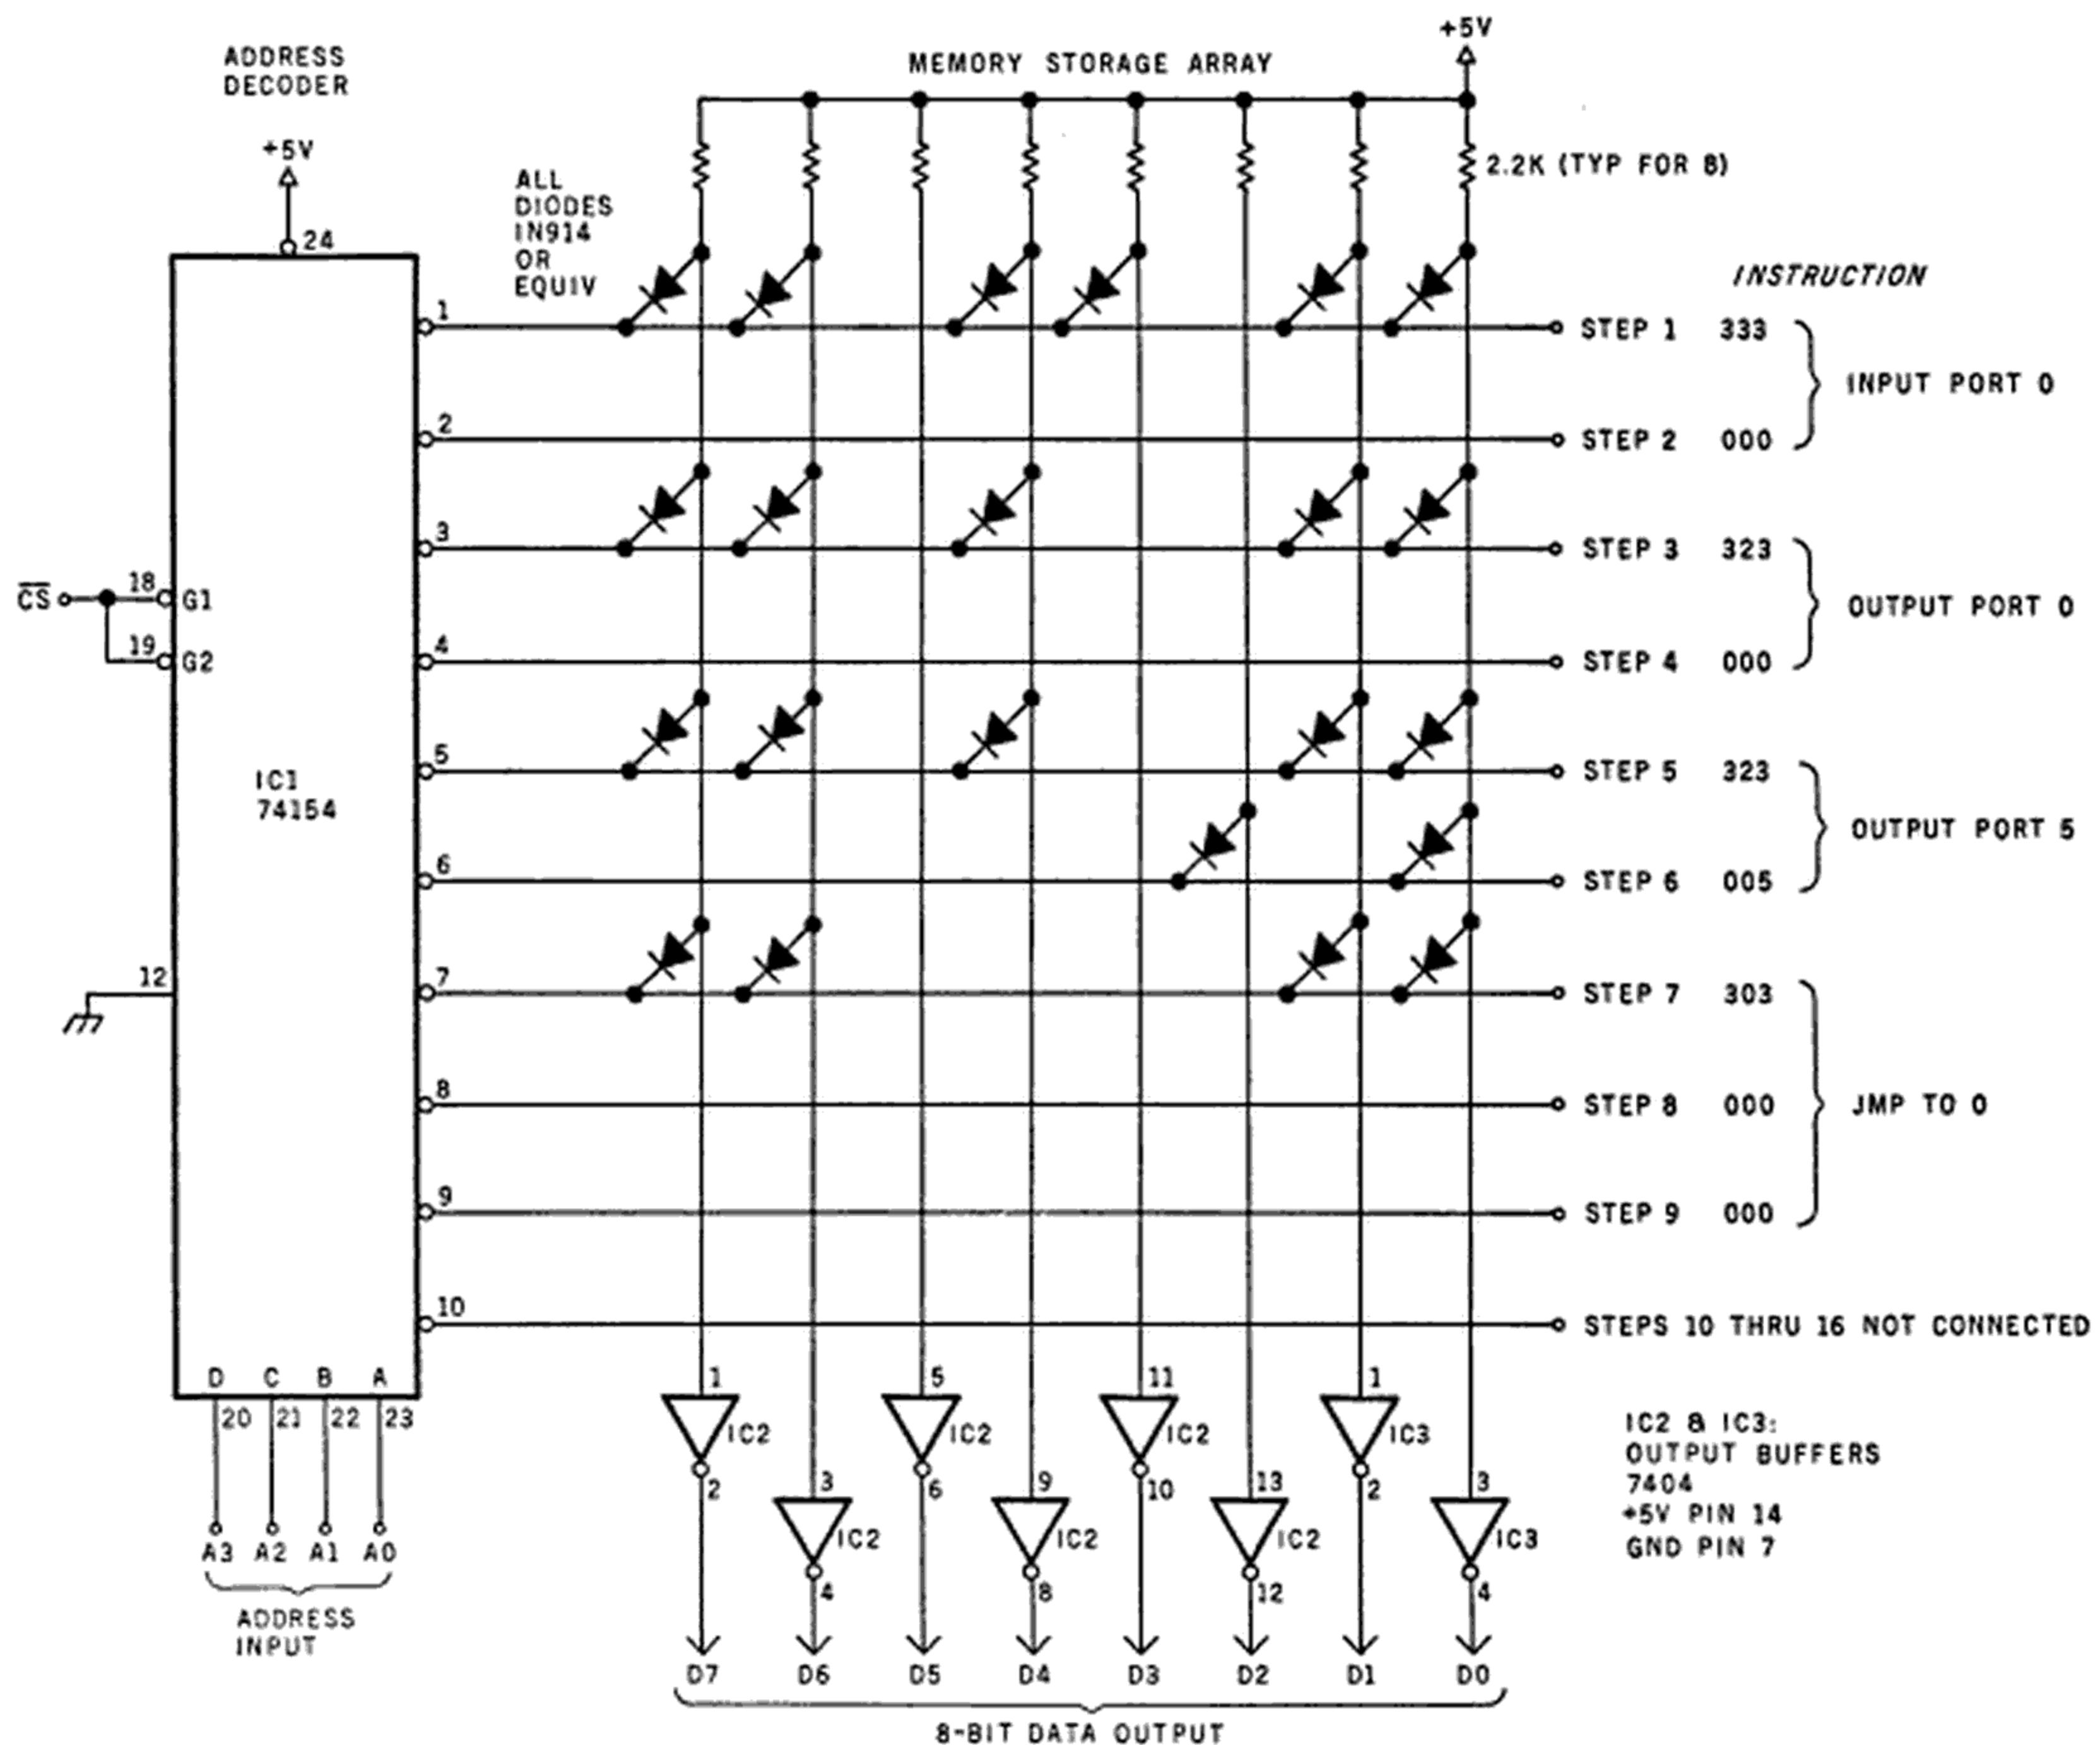 ADDRESS
DECODER
+5V
24
MEMORY STORAGE ARRAY
+5V
2.2K (TYP FOR 8)
ALL
DIODES
IN914
OR
EQUIV
INSTRUCTION
1
STEP 1 333
INPUT PORT 0
2
STEP 2 000
3
STEP 3 323
OUTPUT PORT 0
4
STEP 4 000
5
STEP 5 323
OUTPUT PORT 5
6
STEP 6 005
7
STEP 7 303
JMP TO 0
8
STEP 8 000
9
STEP 9 000
10
STEPS 10 THRU 16 NOT CONNECTED
CS
18
G1
19
G2
IC1
74154
12
D C B A
20 21 22 23
A3 A2 A1 A0
ADDRESS
INPUT
1 5 11 1
IC2 IC2 IC2 IC3
2 6 10 2
3 9 13 3
IC2 IC2 IC2 IC3
4 8 12 4
IC2 & IC3:
OUTPUT BUFFERS
7404
+5V PIN 14
GND PIN 7
D7 D6 D5 D4 D3 D2 D1 D0
8-BIT DATA OUTPUT